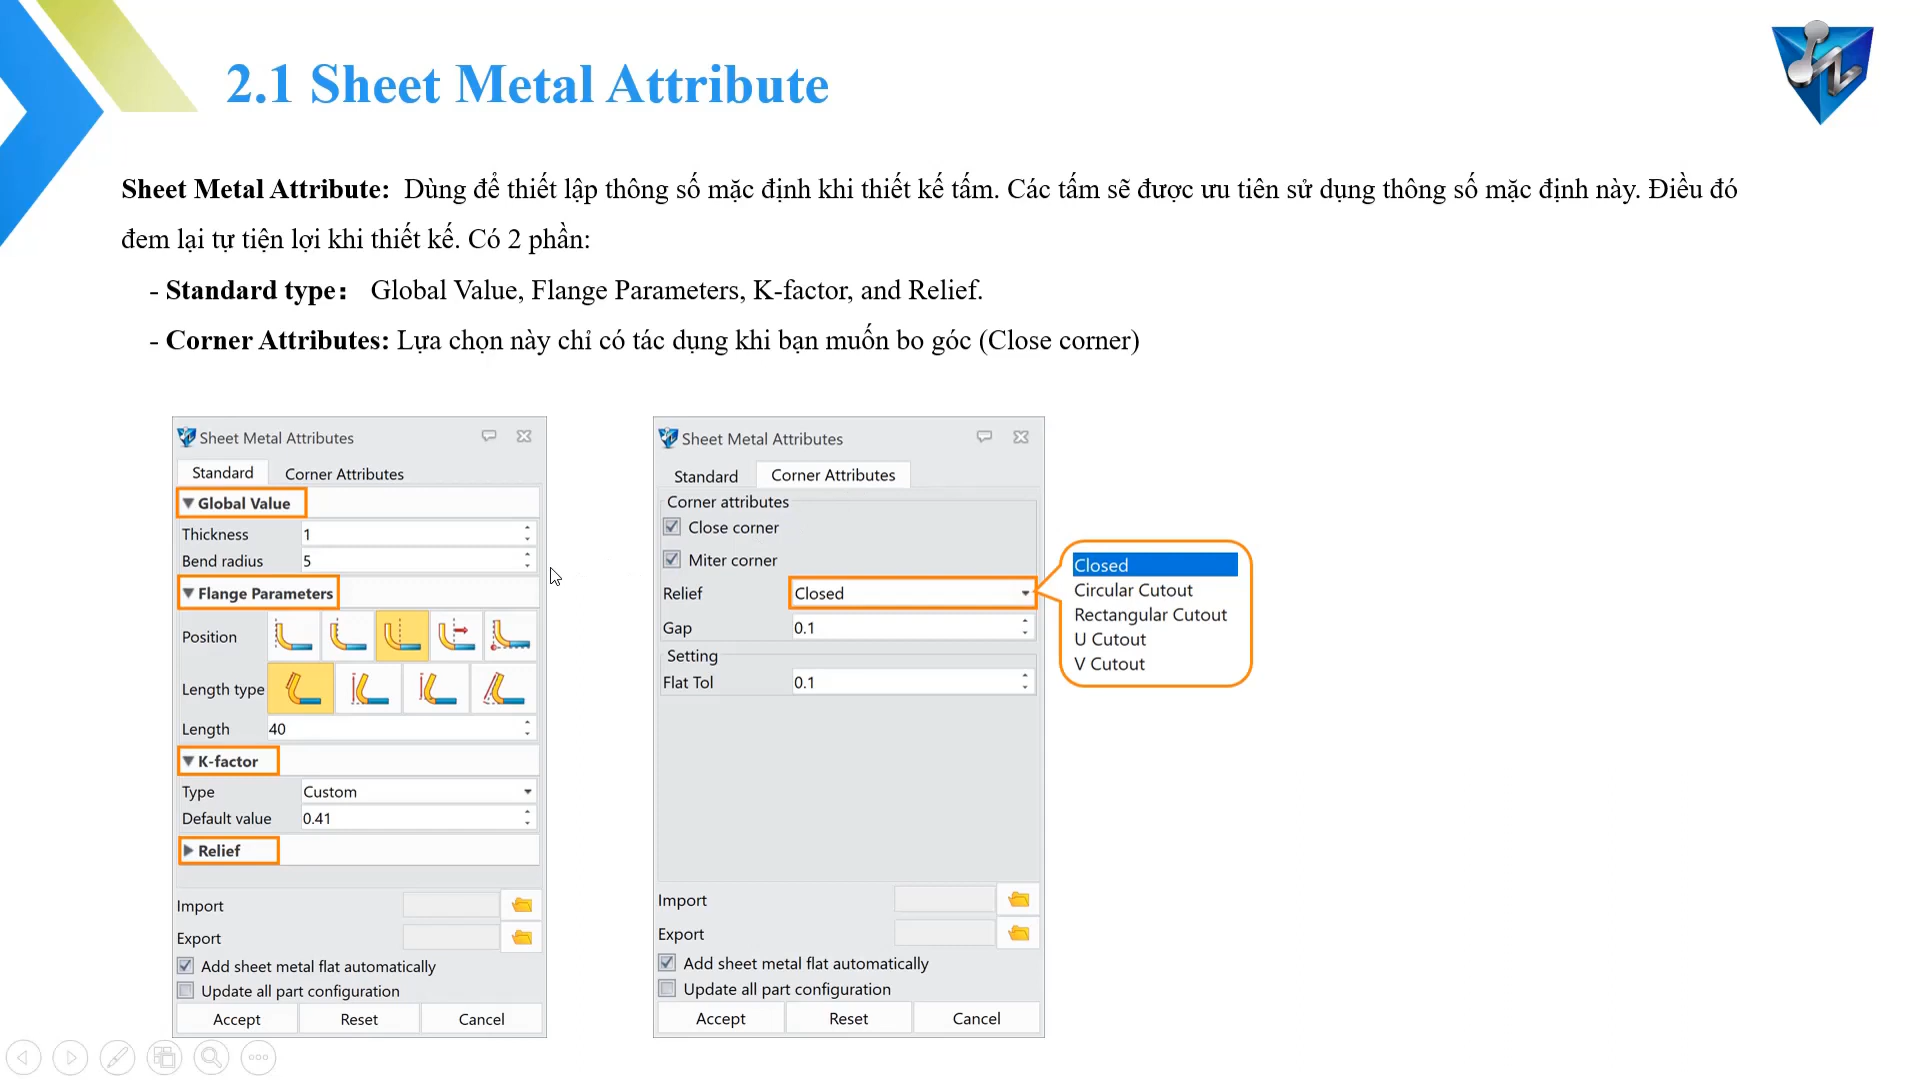 2.1 Sheet Metal Attribute
Sheet Metal Attribute: Dùng để thiết lập thông số mặc định khi thiết kế tấm. Các tấm sẽ được ưu tiên sử dụng thông số mặc định này. Điều đó
đem lại tự tiện lợi khi thiết kế. Có 2 phần:
- Standard type： Global Value, Flange Parameters, K-factor, and Relief.
- Corner Attributes: Lựa chọn này chỉ có tác dụng khi bạn muốn bo góc (Close corner)
Sheet Metal Attributes
Standard Corner Attributes
Global Value
Thickness 1
Bend radius 5
Flange Parameters
Position
Length type
Length 40
K-factor
Type Custom
Default value 0.41
Relief
Import
Export
Add sheet metal flat automatically
Update all part configuration
Accept Reset Cancel
Sheet Metal Attributes
Standard Corner Attributes
Corner attributes
Close corner
Miter corner
Relief Closed
Gap 0.1
Setting
Flat Tol 0.1
Import
Export
Add sheet metal flat automatically
Update all part configuration
Accept Reset Cancel
Closed
Circular Cutout
Rectangular Cutout
U Cutout
V Cutout